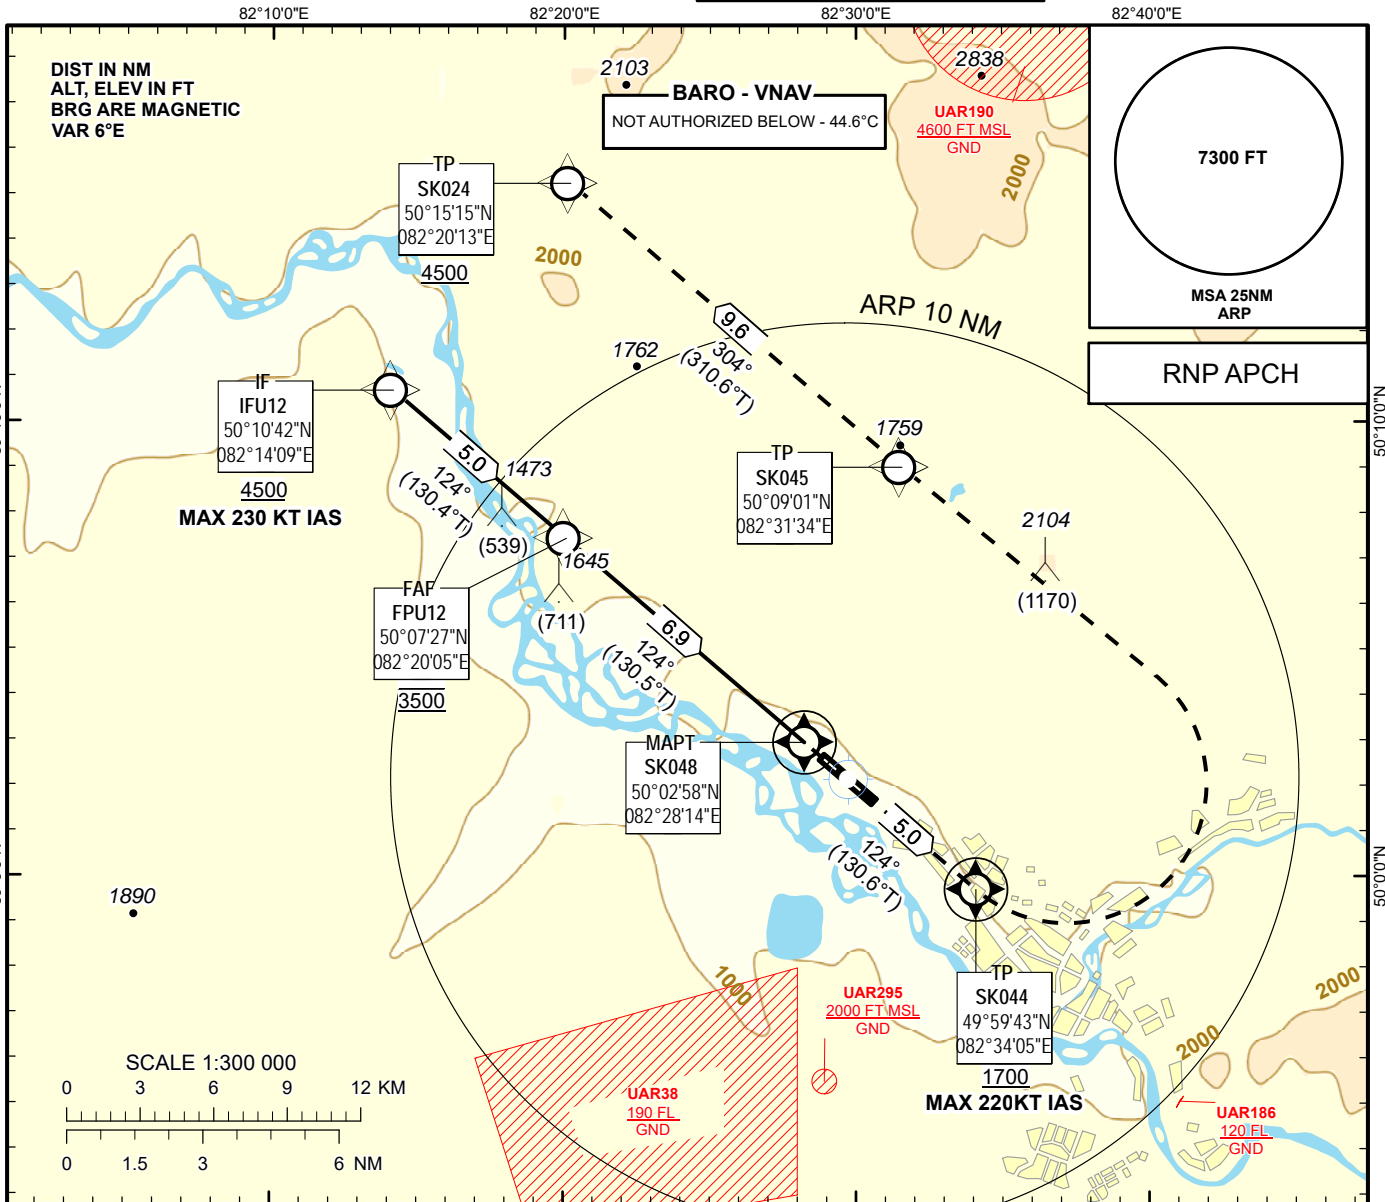 82°10'0"E
82°20'0"E
82°30'0"E
82°40'0"E
DIST IN NM
ALT, ELEV IN FT
BRG ARE MAGNETIC
VAR 6°E
2103
BARO - VNAV
NOT AUTHORIZED BELOW - 44.6°C
2838
UAR190
4600 FT MSL
GND
2000
7300 FT
MSA 25NM
ARP
RNP APCH
TP
SK024
50°15'15"N
082°20'13"E
4500
2000
ARP 10 NM
9.6
304°
(310.6°T)
1762
IF
IFU12
50°10'42"N
082°14'09"E
4500
MAX 230 KT IAS
5.0
124°
(130.4°T)
1473
(539)
1759
TP
SK045
50°09'01"N
082°31'34"E
50°10'0"N
2104
(1170)
1645
(711)
FAF
FPU12
50°07'27"N
082°20'05"E
3500
6.9
124°
(130.5°T)
MAPT
SK048
50°02'58"N
082°28'14"E
5.0
124°
(130.6°T)
50°0'0"N
1890
1000
TP
SK044
49°59'43"N
082°34'05"E
1700
MAX 220KT IAS
UAR295
2000 FT MSL
GND
2000
2000
UAR38
190 FL
GND
UAR186
120 FL
GND
SCALE 1:300 000
0 3 6 9 12 KM
0 1.5 3 6 NM